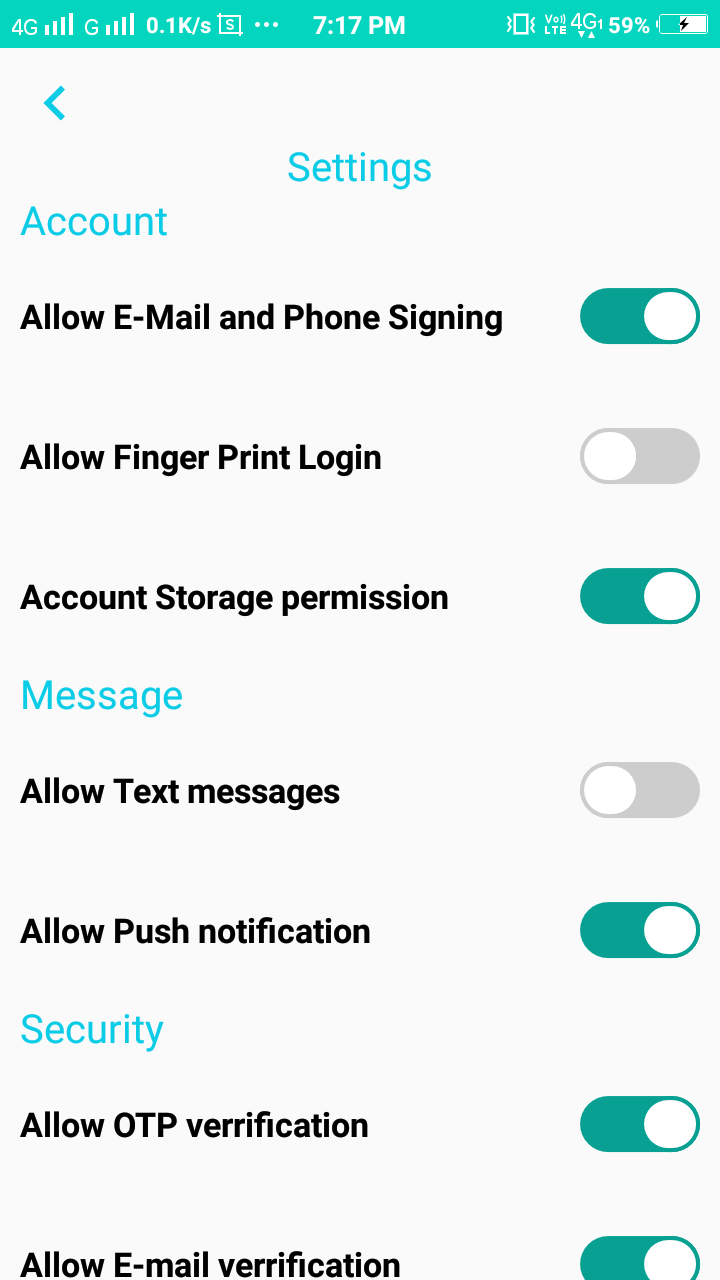 4G G 0.1K/s S ... 7:17 PM Vo)) LTE 4G1 59%
Settings
Account
Allow E-Mail and Phone Signing
Allow Finger Print Login
Account Storage permission
Message
Allow Text messages
Allow Push notification
Security
Allow OTP verrification
Allow E-mail verrification